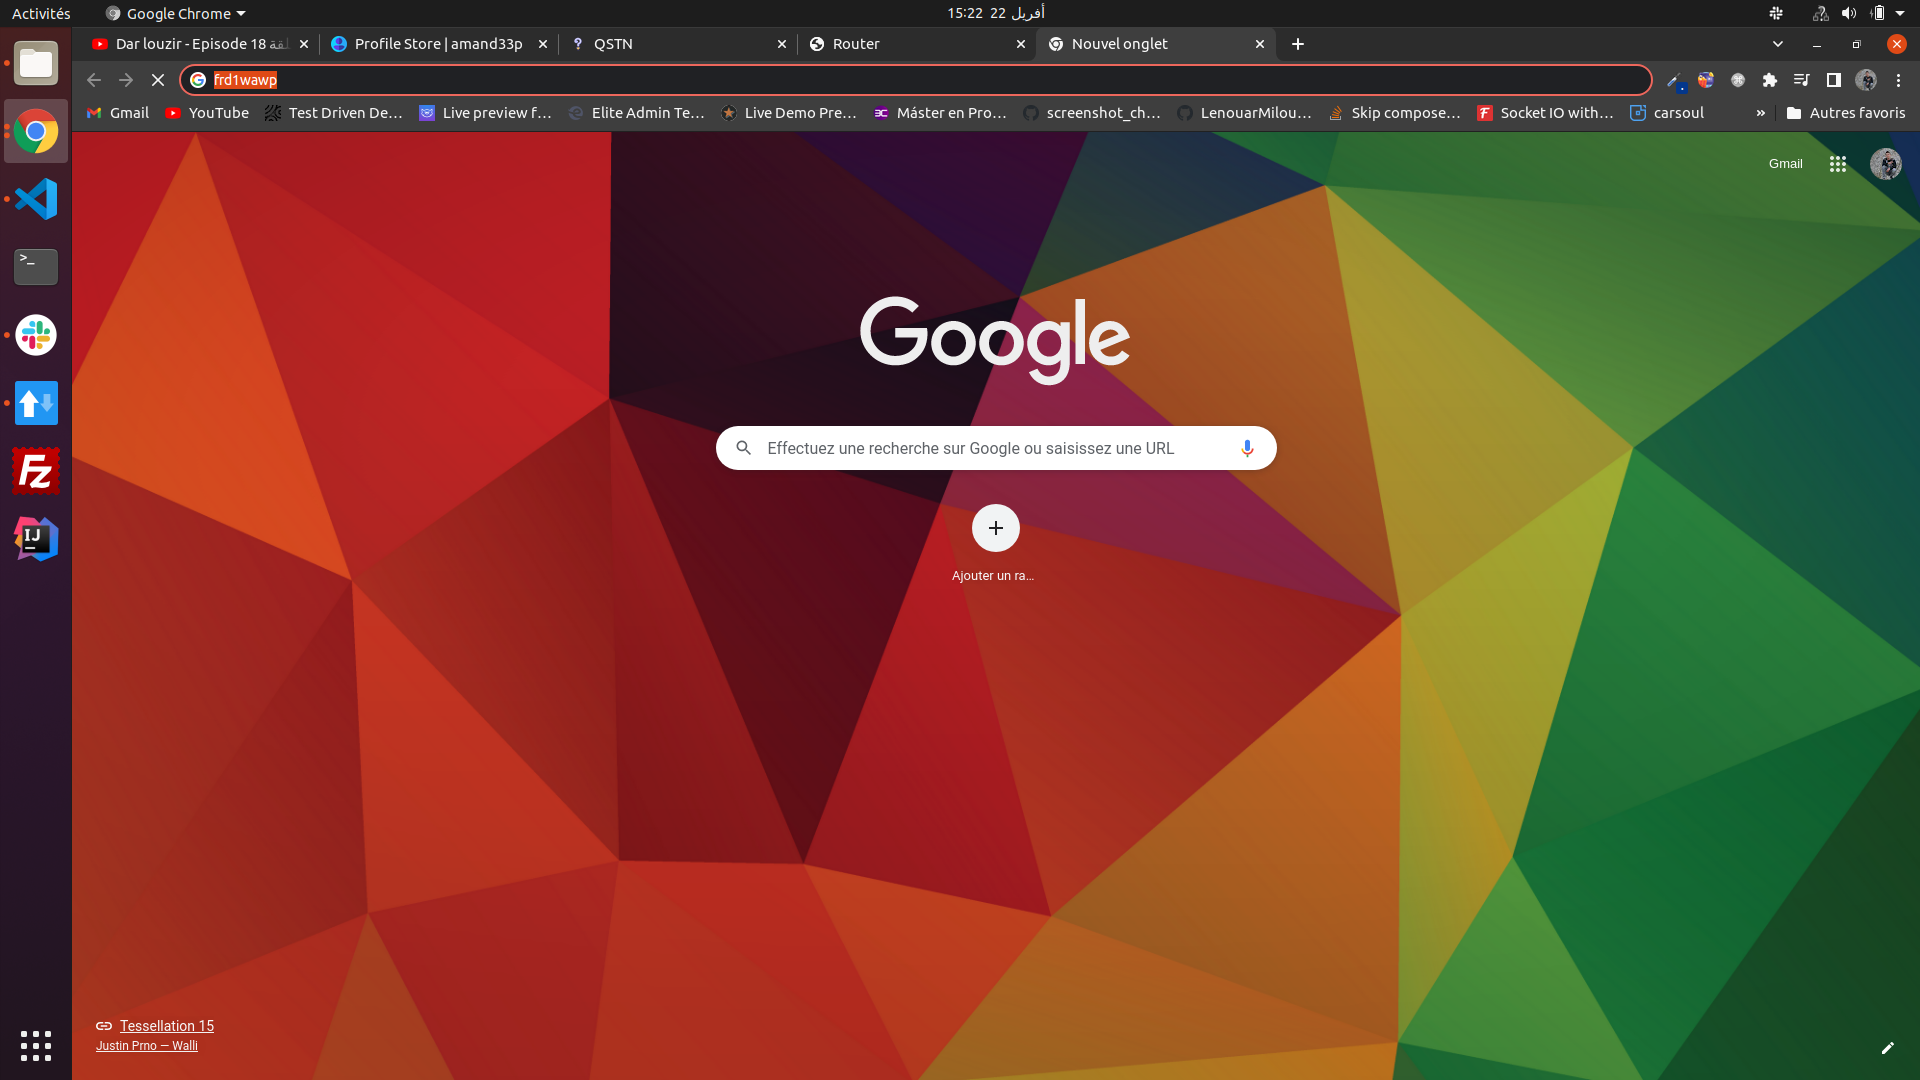 Activités
Google Chrome
15:22 22 أفريل
Dar louzir - Episode 18
Profile Store | amand33p
QSTN
Router
Nouvel onglet
frd1wawp
Gmail
YouTube
Test Driven De…
Live preview f…
Elite Admin Te…
Live Demo Pre…
Máster en Pro…
screenshot_ch…
LenouarMilou…
Skip compose…
Socket IO with…
carsoul
»
Autres favoris
Gmail
Google
Effectuez une recherche sur Google ou saisissez une URL
Ajouter un ra…
Tessellation 15
Justin Prno — Walli
>_
Fz
IJ